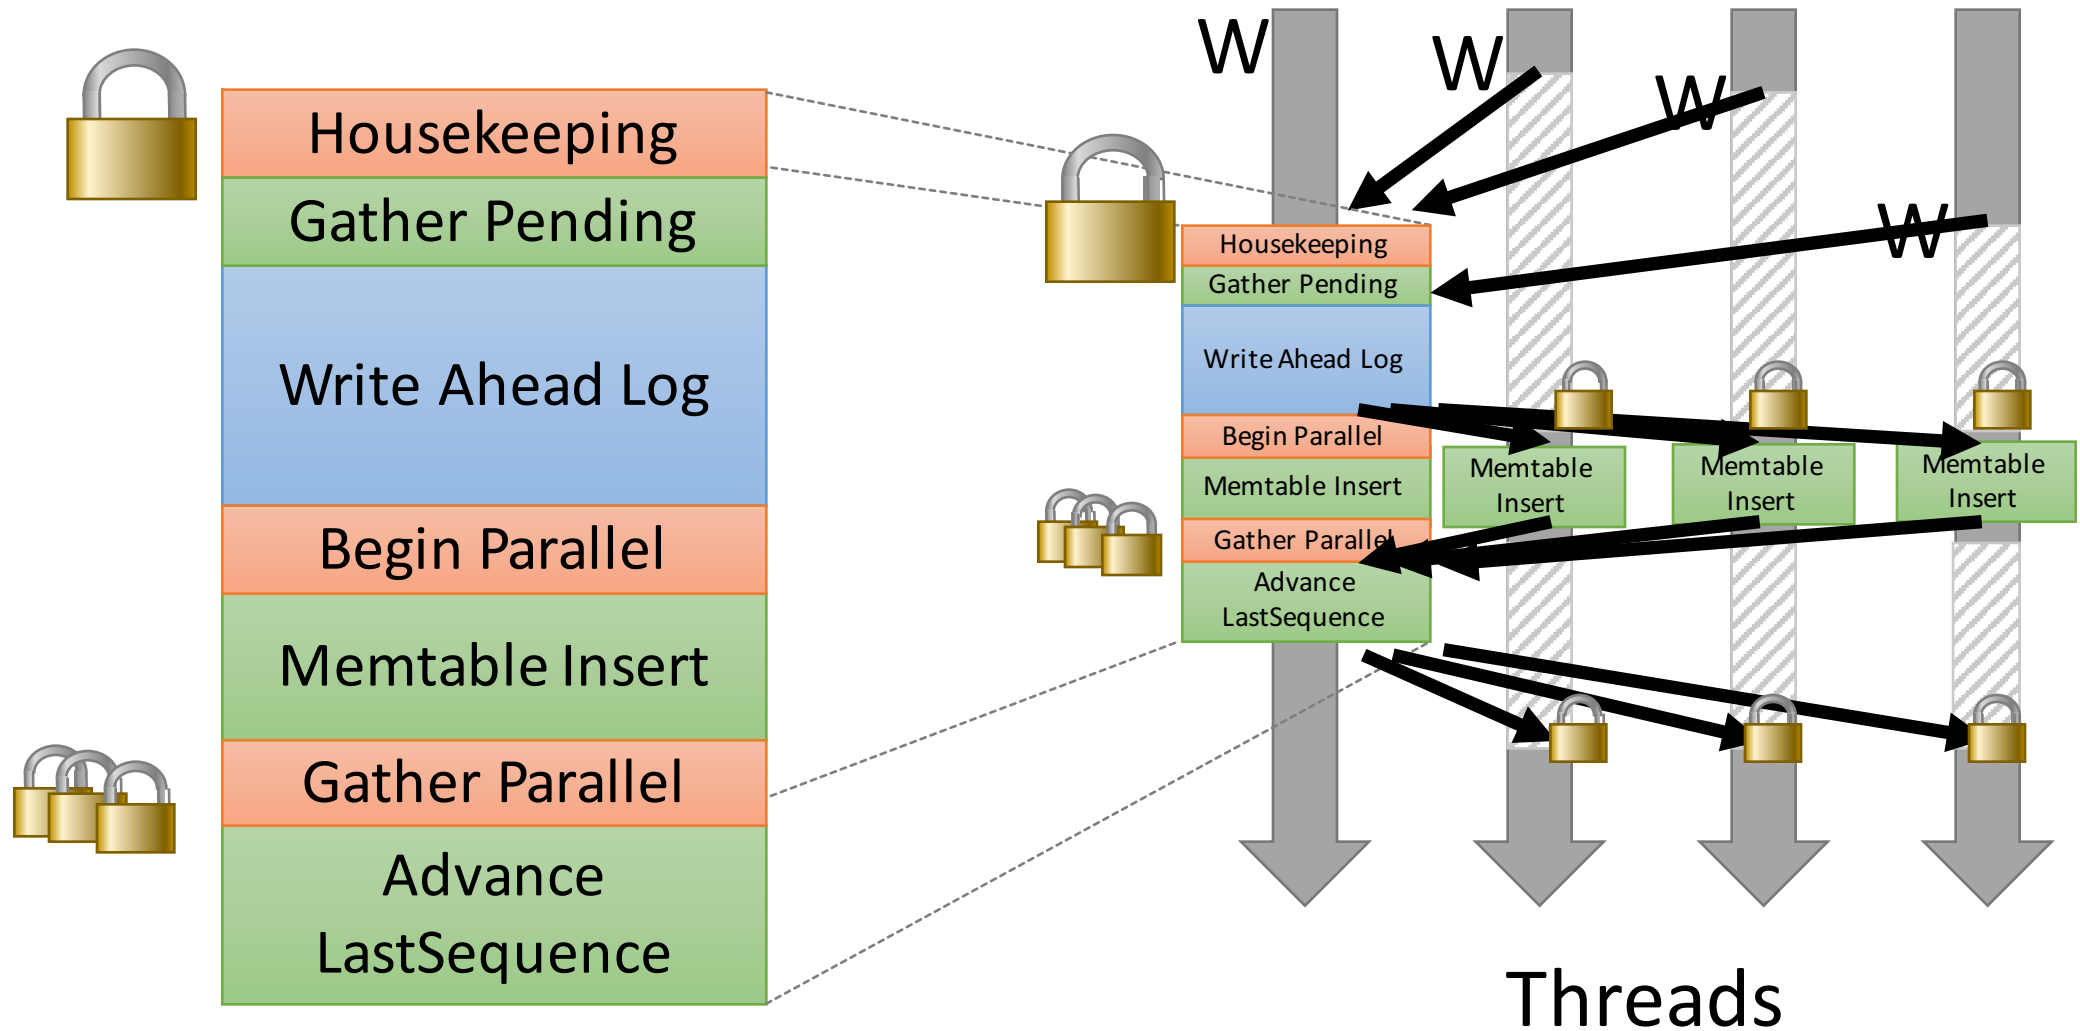 Housekeeping
Gather Pending
Write Ahead Log
Begin Parallel
Memtable Insert
Gather Parallel
Advance
LastSequence
W
W
W
W
Housekeeping
Gather Pending
Write Ahead Log
Begin Parallel
Memtable Insert
Gather Parallel
Advance
LastSequence
Memtable
Insert
Memtable
Insert
Memtable
Insert
Threads